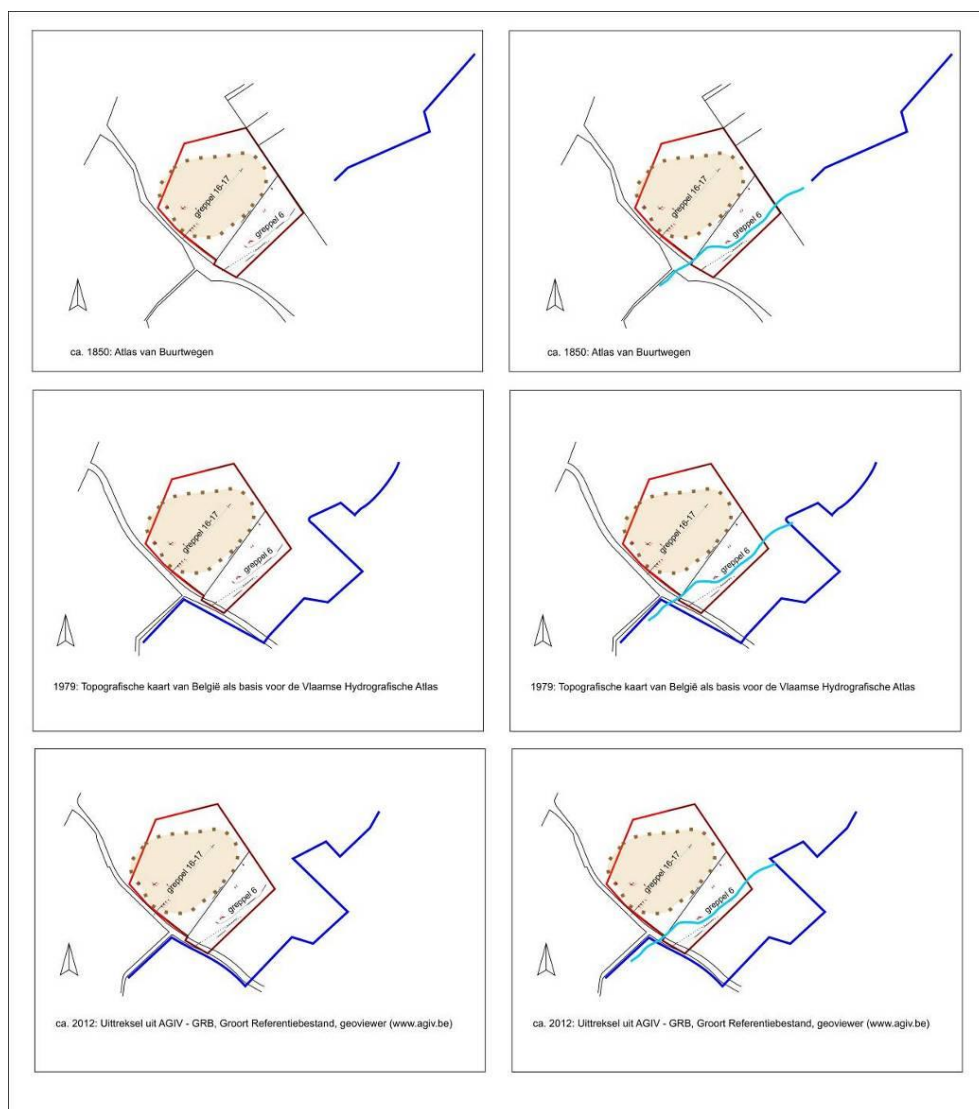 greppel 16-17
greppel 6
ca. 1850: Atlas van Buurtwegen
greppel 16-17
greppel 6
ca. 1850: Atlas van Buurtwegen
greppel 16-17
greppel 6
1979: Topografische kaart van België als basis voor de Vlaamse Hydrografische Atlas
greppel 16-17
greppel 6
1979: Topografische kaart van België als basis voor de Vlaamse Hydrografische Atlas
greppel 16-17
greppel 6
ca. 2012: Uittreksel uit AGIV - GRB, Groort Referentiebestand, geoviewer (www.agiv.be)
greppel 16-17
greppel 6
ca. 2012: Uittreksel uit AGIV - GRB, Groort Referentiebestand, geoviewer (www.agiv.be)